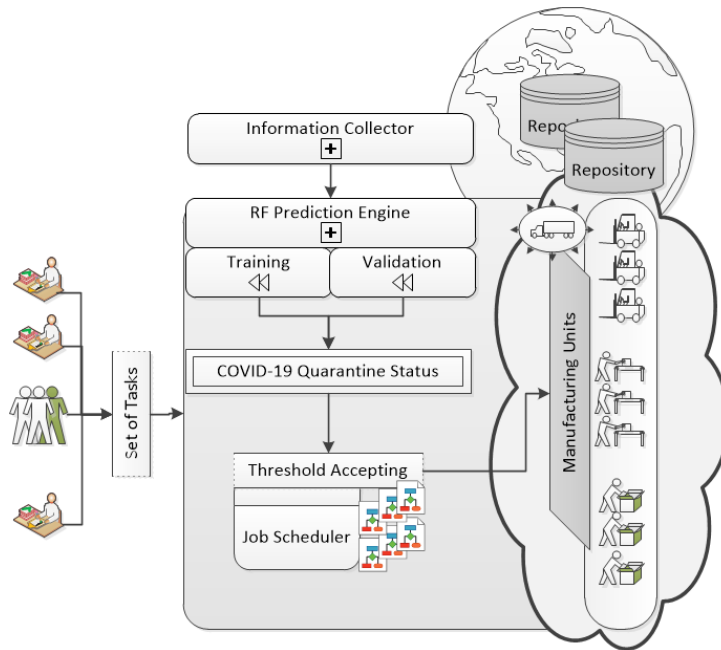 Information Collector
Repo
Repository
RF Prediction Engine
Training
Validation
Set of Tasks
COVID-19 Quarantine Status
Manufacturing Units
Threshold Accepting
Job Scheduler